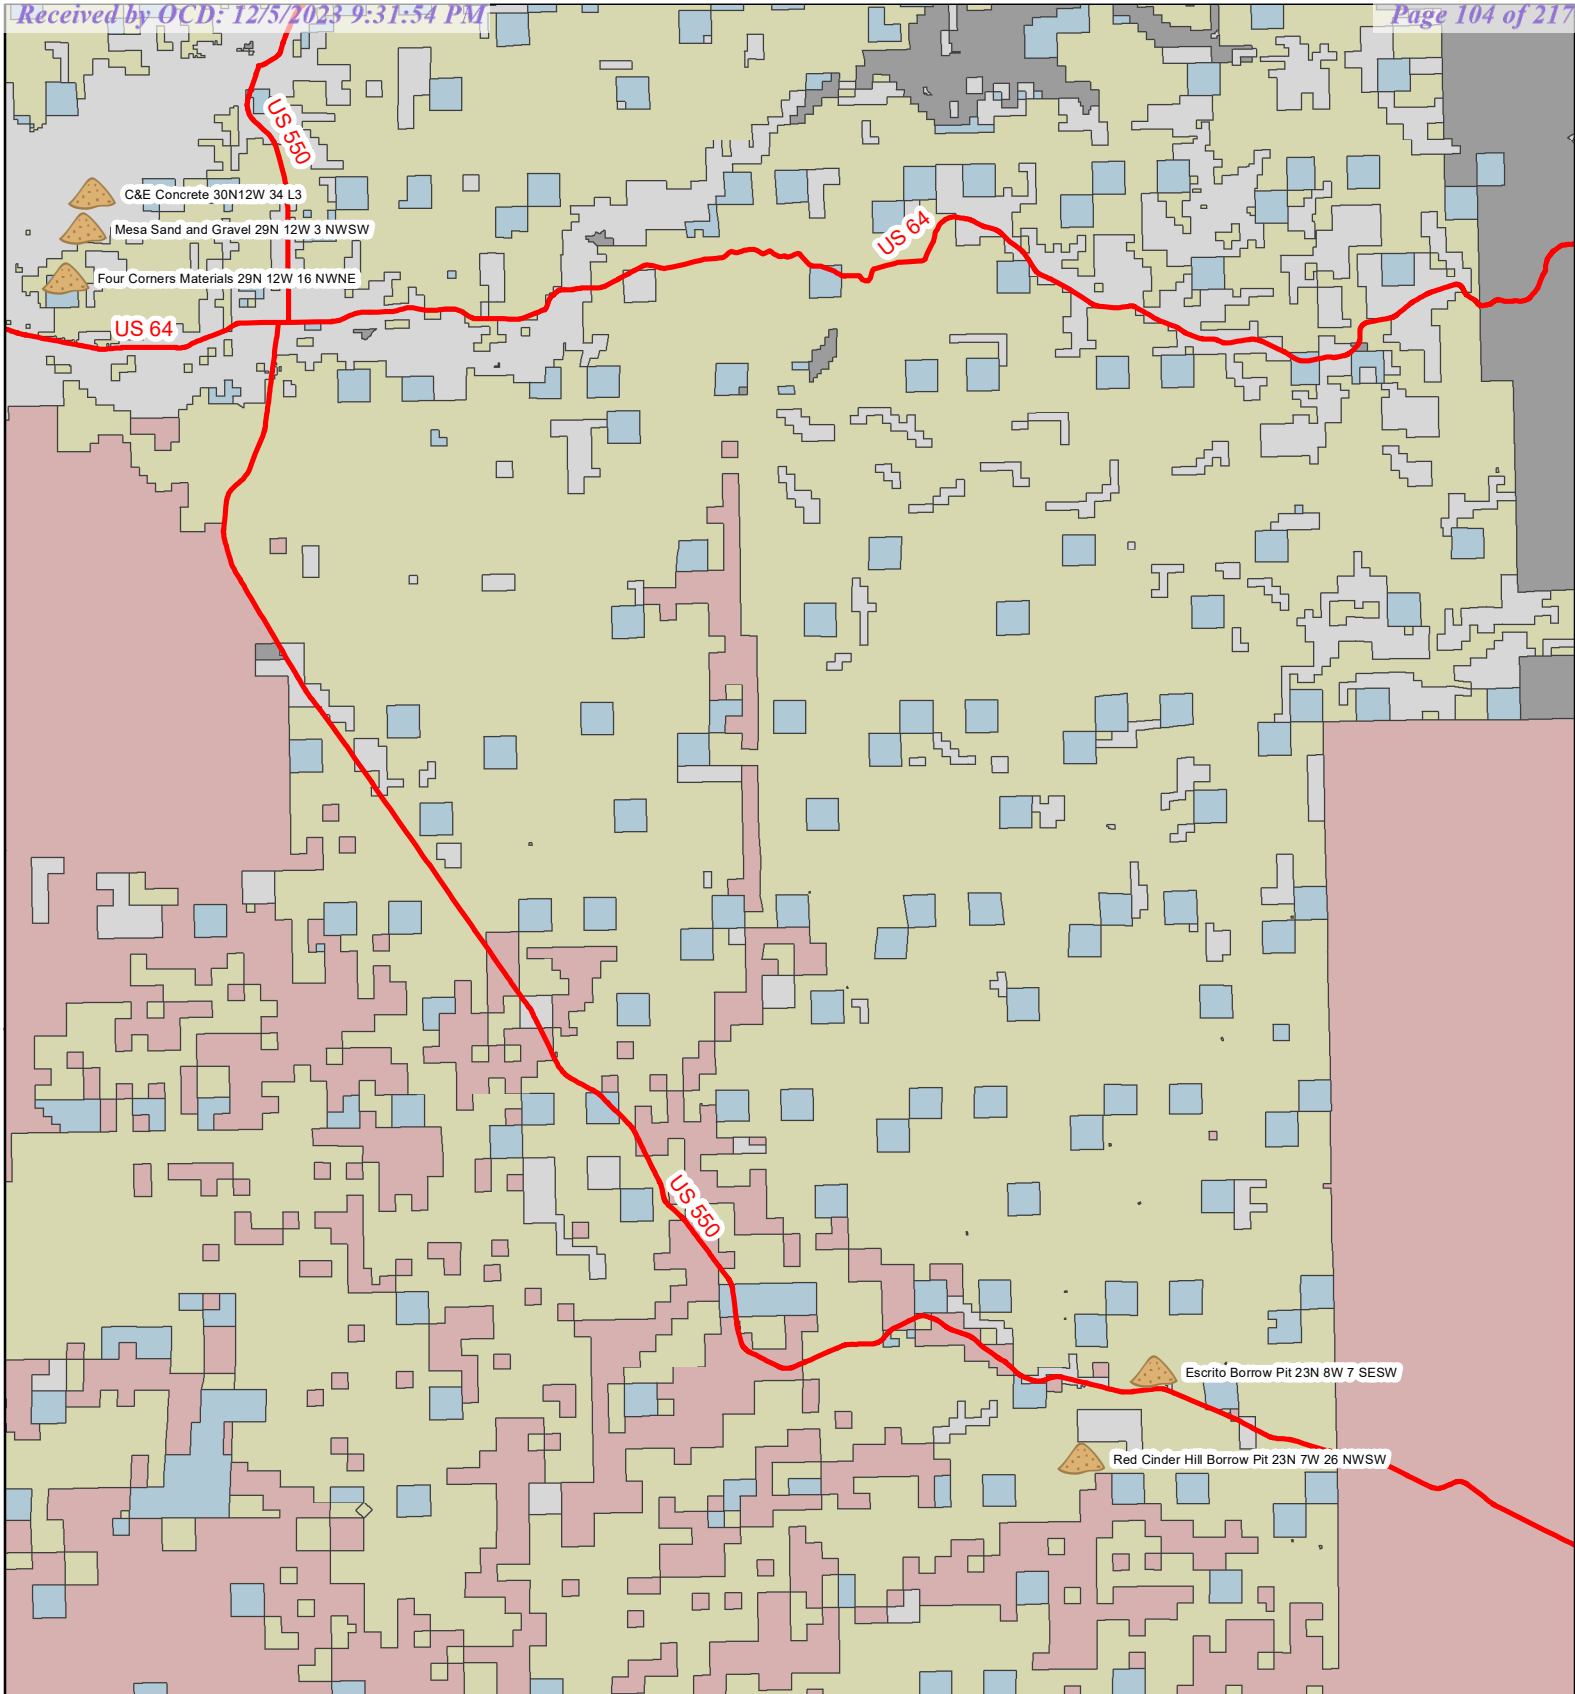 Received by OCD: 12/5/2023 9:31:54 PM
Page 104 of 217
US 550
C&E Concrete 30N12W 34 L3
Mesa Sand and Gravel 29N 12W 3 NWSW
US 64
Four Corners Materials 29N 12W 16 NWNE
US 64
US 550
Escrito Borrow Pit 23N 8W 7 SESW
Red Cinder Hill Borrow Pit 23N 7W 26 NWSW